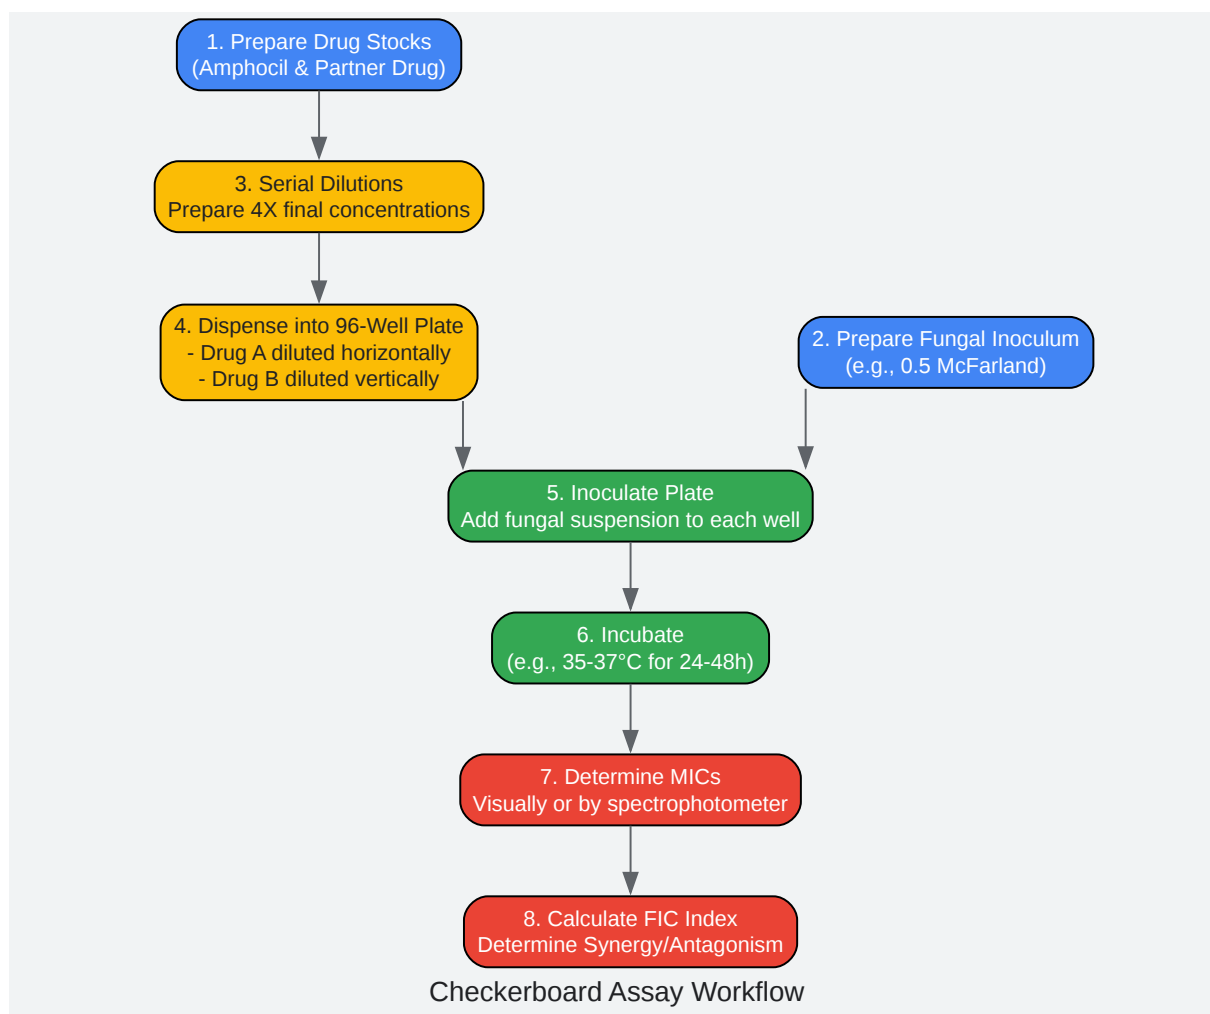 1. Prepare Drug Stocks
(Amphocil & Partner Drug)
3. Serial Dilutions
Prepare 4X final concentrations
4. Dispense into 96-Well Plate
- Drug A diluted horizontally
- Drug B diluted vertically
2. Prepare Fungal Inoculum
(e.g., 0.5 McFarland)
5. Inoculate Plate
Add fungal suspension to each well
6. Incubate
(e.g., 35-37°C for 24-48h)
7. Determine MICs
Visually or by spectrophotometer
8. Calculate FIC Index
Determine Synergy/Antagonism
Checkerboard Assay Workflow